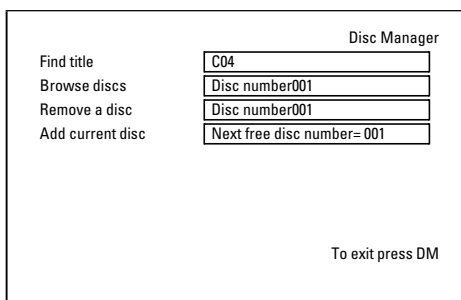 Disc Manager
Find title C04
Browse discs Disc number001
Remove a disc Disc number001
Add current disc Next free disc number= 001
To exit press DM